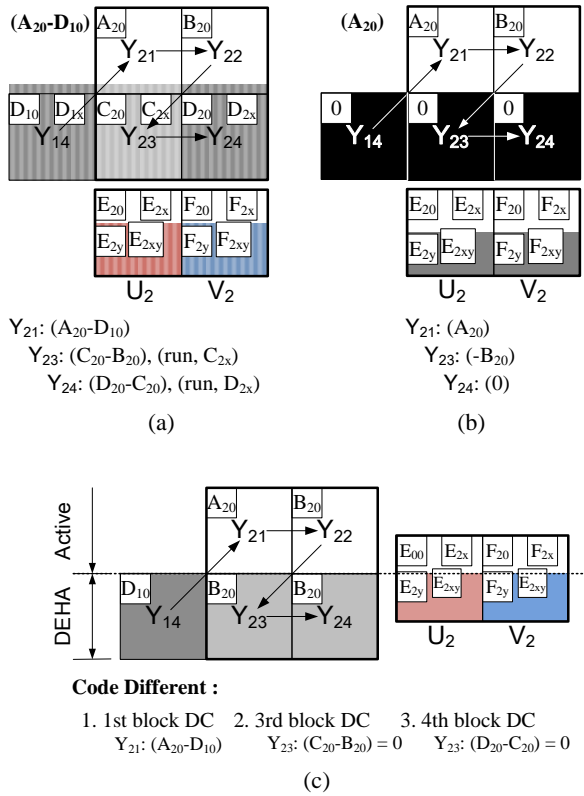 (A20-D10)
A20 B20
Y21 Y22
D10 D1x C20 C2x D20 D2x
Y14 Y23 Y24
E20 E2x F20 F2x
E2y E2xy F2y F2xy
U2 V2
Y21: (A20-D10)
Y23: (C20-B20), (run, C2x)
Y24: (D20-C20), (run, D2x)
(a)
(A20)
A20 B20
Y21 Y22
0 0 0
Y14 Y23 Y24
E20 E2x F20 F2x
E2y E2xy F2y F2xy
U2 V2
Y21: (A20)
Y23: (-B20)
Y24: (0)
(b)
Active
DEHA
A20 B20
Y21 Y22
D10 B20 B20
Y14 Y23 Y24
E00 E2x F20 F2x
E2y E2xy F2y E2xy
U2 V2
Code Different :
1. 1st block DC 2. 3rd block DC 3. 4th block DC
Y21: (A20-D10) Y23: (C20-B20) = 0 Y23: (D20-C20) = 0
(c)